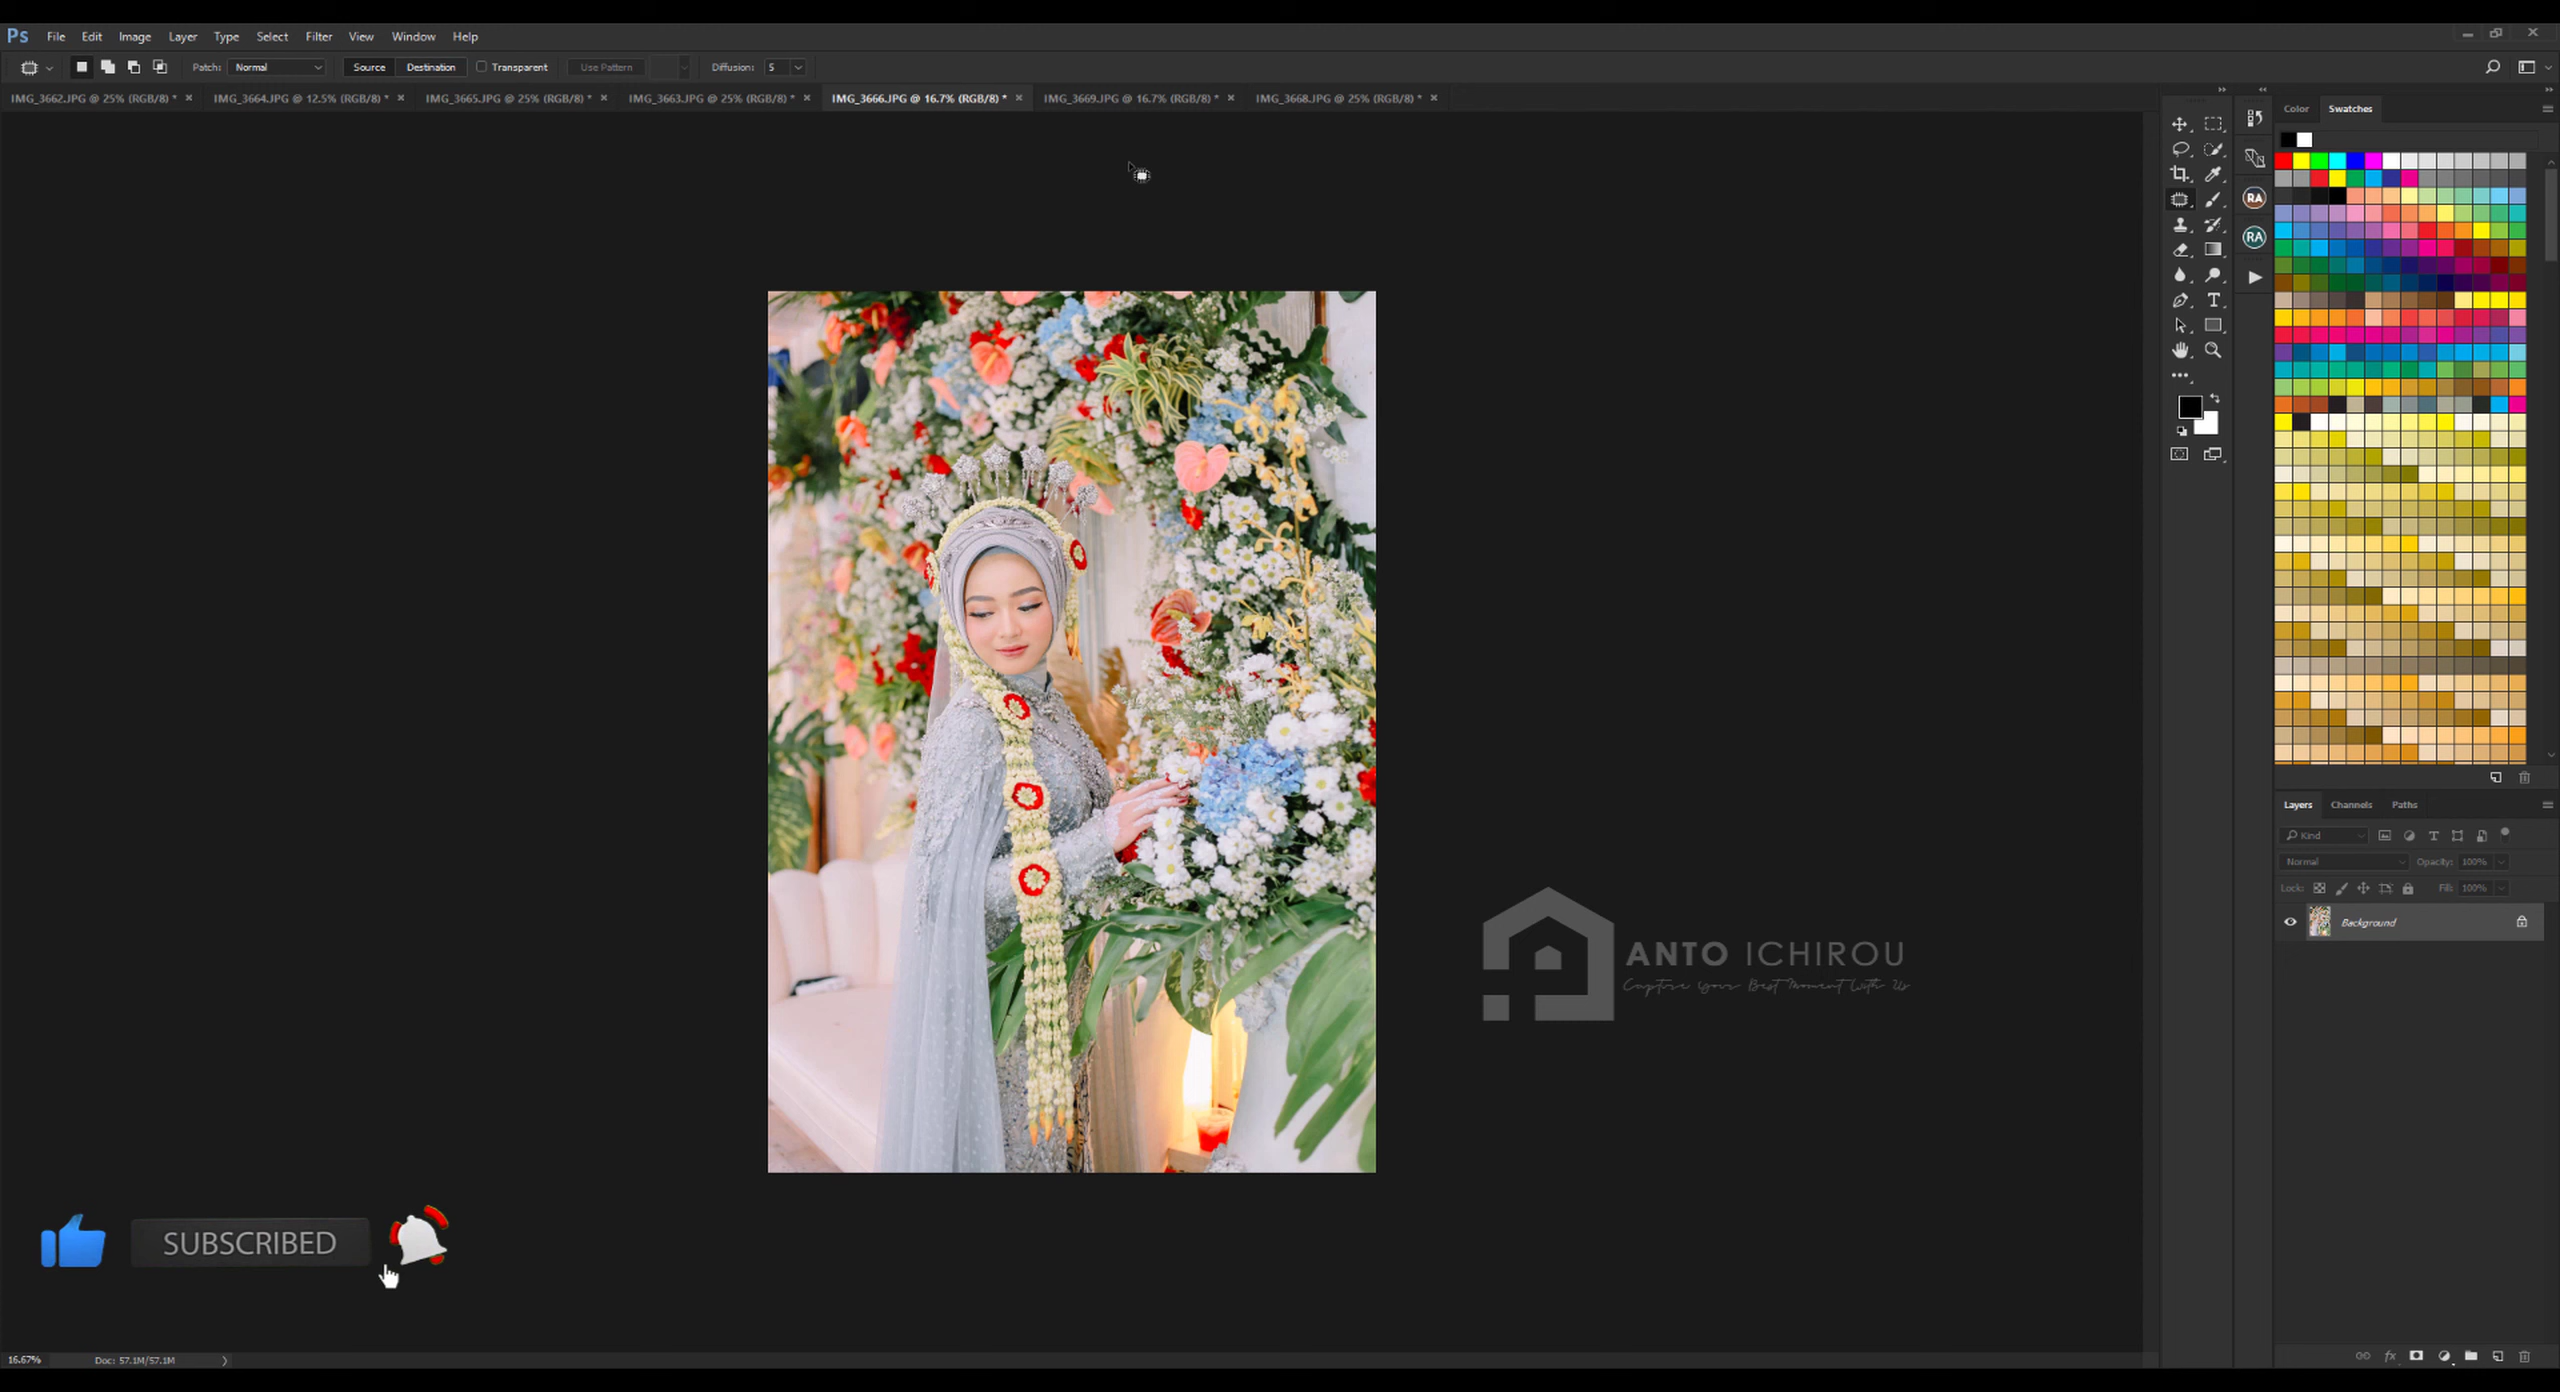 Ps File Edit Image Layer Type Select Filter View Window Help
Patch: Normal Source Destination Transparent Use Pattern Diffusion: 5
IMG_3662.JPG @ 25% (RGB/8) * × IMG_3664.JPG @ 12.5% (RGB/8) * × IMG_3665.JPG @ 25% (RGB/8) * × IMG_3663.JPG @ 25% (RGB/8) * × IMG_3666.JPG @ 16.7% (RGB/8) * × IMG_3669.JPG @ 16.7% (RGB/8) * × IMG_3668.JPG @ 25% (RGB/8) * ×
Color Swatches
RA
RA
Layers Channels Paths
Kind
Normal Opacity: 100%
Lock: Fill: 100%
Background
fx
ANTO ICHIROU
Capture Your Best Moment With Us
SUBSCRIBED
16.67% Doc: 57.1M/57.1M